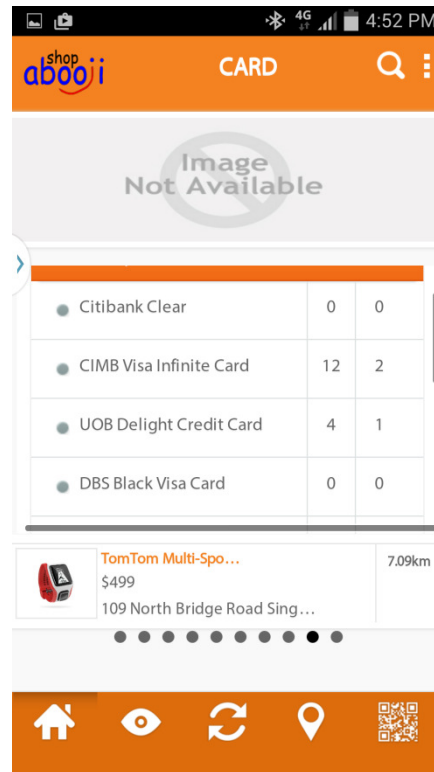 4G 4:52 PM
shop
abooji
CARD
Image
Not Available
Citibank Clear 0 0
CIMB Visa Infinite Card 12 2
UOB Delight Credit Card 4 1
DBS Black Visa Card 0 0
TomTom Multi-Spo... 7.09km
$499
109 North Bridge Road Sing...